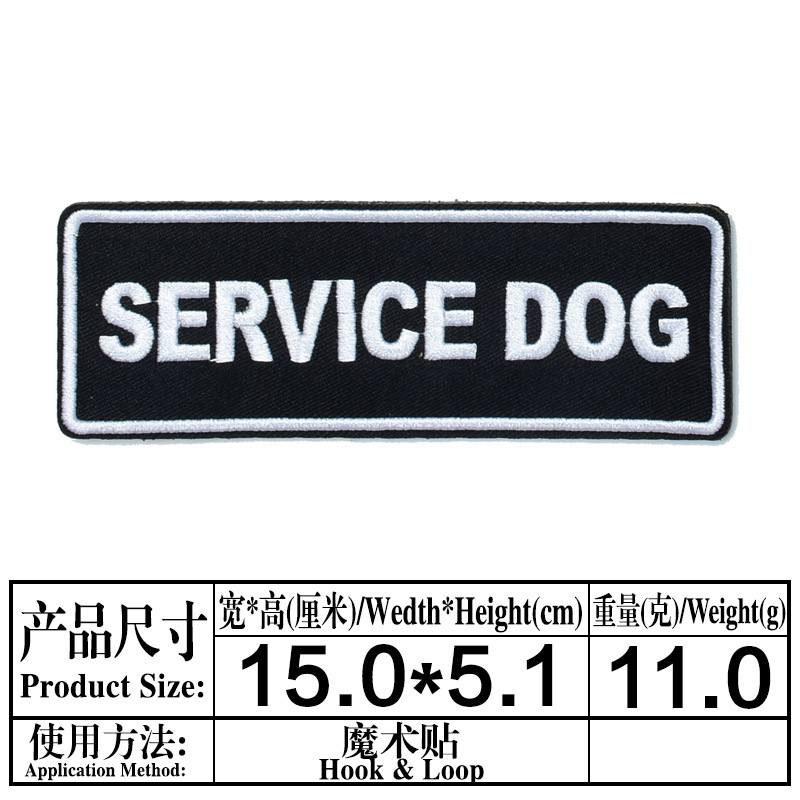 SERVICE DOG
产品尺寸
Product Size:
宽*高(厘米)/Wedth*Height(cm)
重量(克)/Weight(g)
15.0*5.1
11.0
使用方法:
Application Method:
魔术贴
Hook & Loop